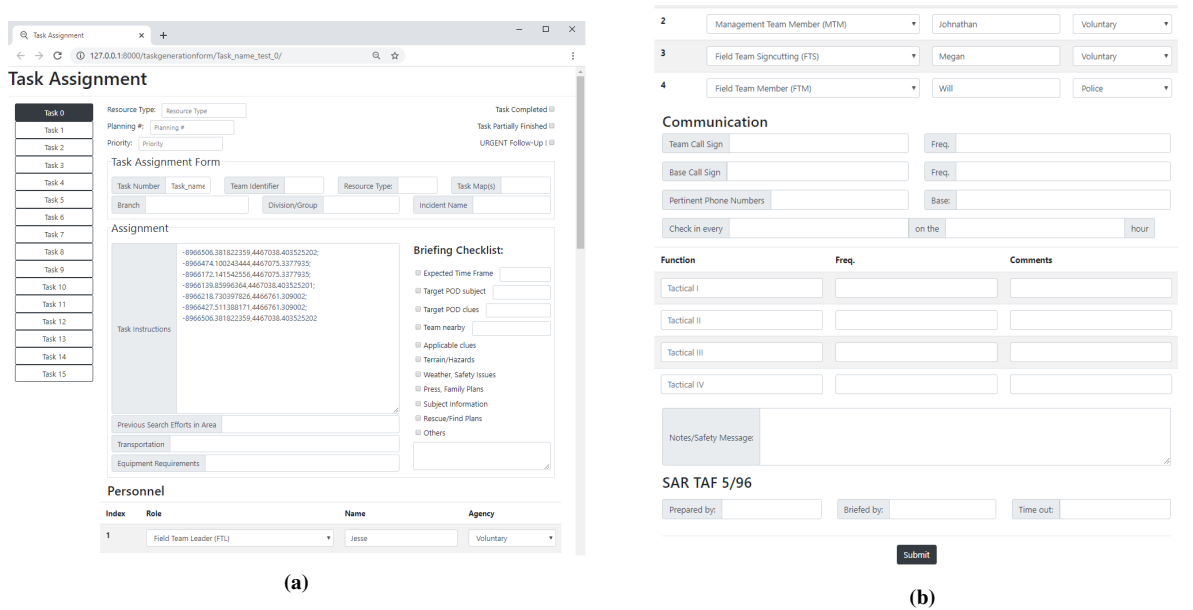 Task Assignment
127.0.0.1:8000/taskgenerationform/Task_name_test_0/
Task Assignment
Task 0
Task 1
Task 2
Task 3
Task 4
Task 5
Task 6
Task 7
Task 8
Task 9
Task 10
Task 11
Task 12
Task 13
Task 14
Task 15
Resource Type: Resource Type
Task Completed
Planning #: Planning #
Task Partially Finished
Priority: Priority
URGENT Follow-Up !
Task Assignment Form
Task Number Task_name Team Identifier Resource Type: Task Map(s)
Branch Division/Group Incident Name
Assignment
Task Instructions
-8966506.381822359,4467038.403525202;
-8966474.100243444,4467075.3377935;
-8966172.141542556,4467075.3377935;
-8966139.85996364,4467038.403525201;
-8966218.730397826,4466761.309002;
-8966427.511388171,4466761.309002;
-8966506.381822359,4467038.403525202
Previous Search Efforts in Area
Transportation
Equipment Requirements
Briefing Checklist:
Expected Time Frame
Target POD subject
Target POD clues
Team nearby
Applicable clues
Terrain/Hazards
Weather, Safety Issues
Press, Family Plans
Subject Information
Rescue/Find Plans
Others
Personnel
Index Role Name Agency
1 Field Team Leader (FTL) Jesse Voluntary
(a)
2 Management Team Member (MTM) Johnathan Voluntary
3 Field Team Signcutting (FTS) Megan Voluntary
4 Field Team Member (FTM) Will Police
Communication
Team Call Sign Freq.
Base Call Sign Freq.
Pertinent Phone Numbers Base:
Check in every on the hour
Function Freq. Comments
Tactical I
Tactical II
Tactical III
Tactical IV
Notes/Safety Message:
SAR TAF 5/96
Prepared by: Briefed by: Time out:
Submit
(b)